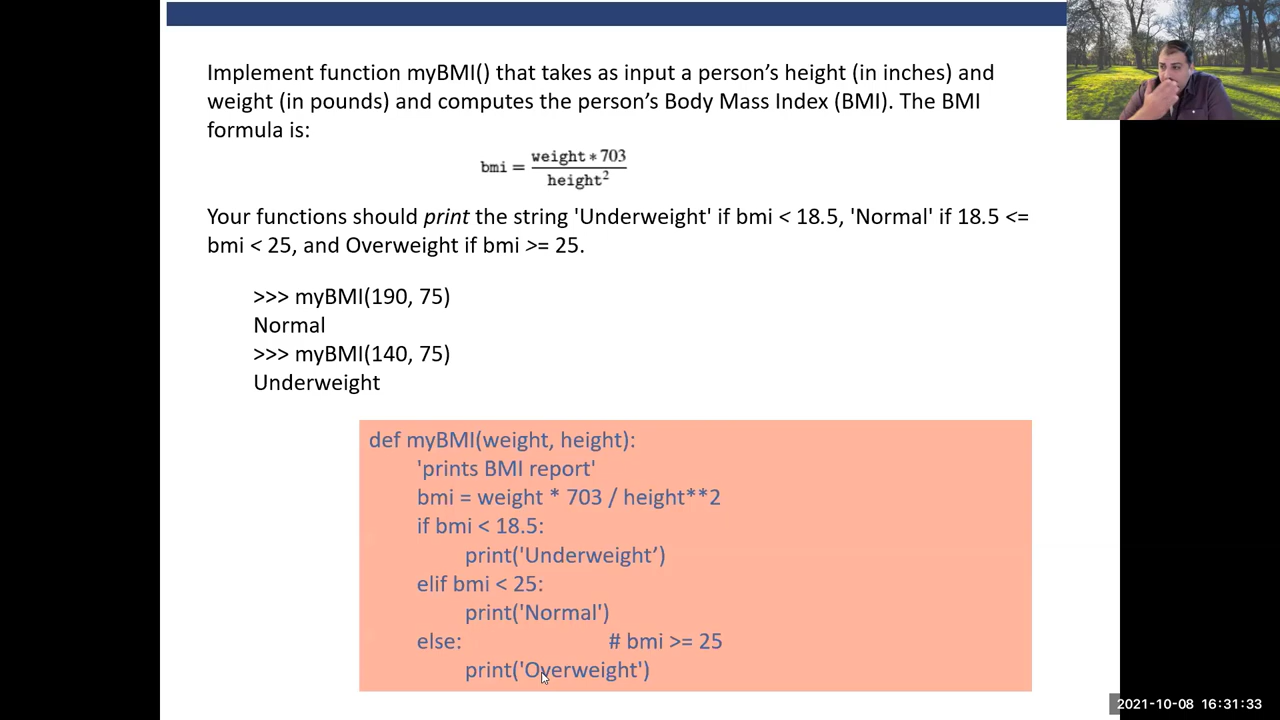 Implement function myBMI() that takes as input a person’s height (in inches) and
weight (in pounds) and computes the person’s Body Mass Index (BMI). The BMI
formula is:
bmi = weight * 703 / height²
Your functions should print the string 'Underweight' if bmi < 18.5, 'Normal' if 18.5 <=
bmi < 25, and Overweight if bmi >= 25.
>>> myBMI(190, 75)
Normal
>>> myBMI(140, 75)
Underweight
def myBMI(weight, height):
'prints BMI report'
bmi = weight * 703 / height**2
if bmi < 18.5:
print('Underweight’)
elif bmi < 25:
print('Normal')
else: # bmi >= 25
print('Overweight')
2021-10-08 16:31:33